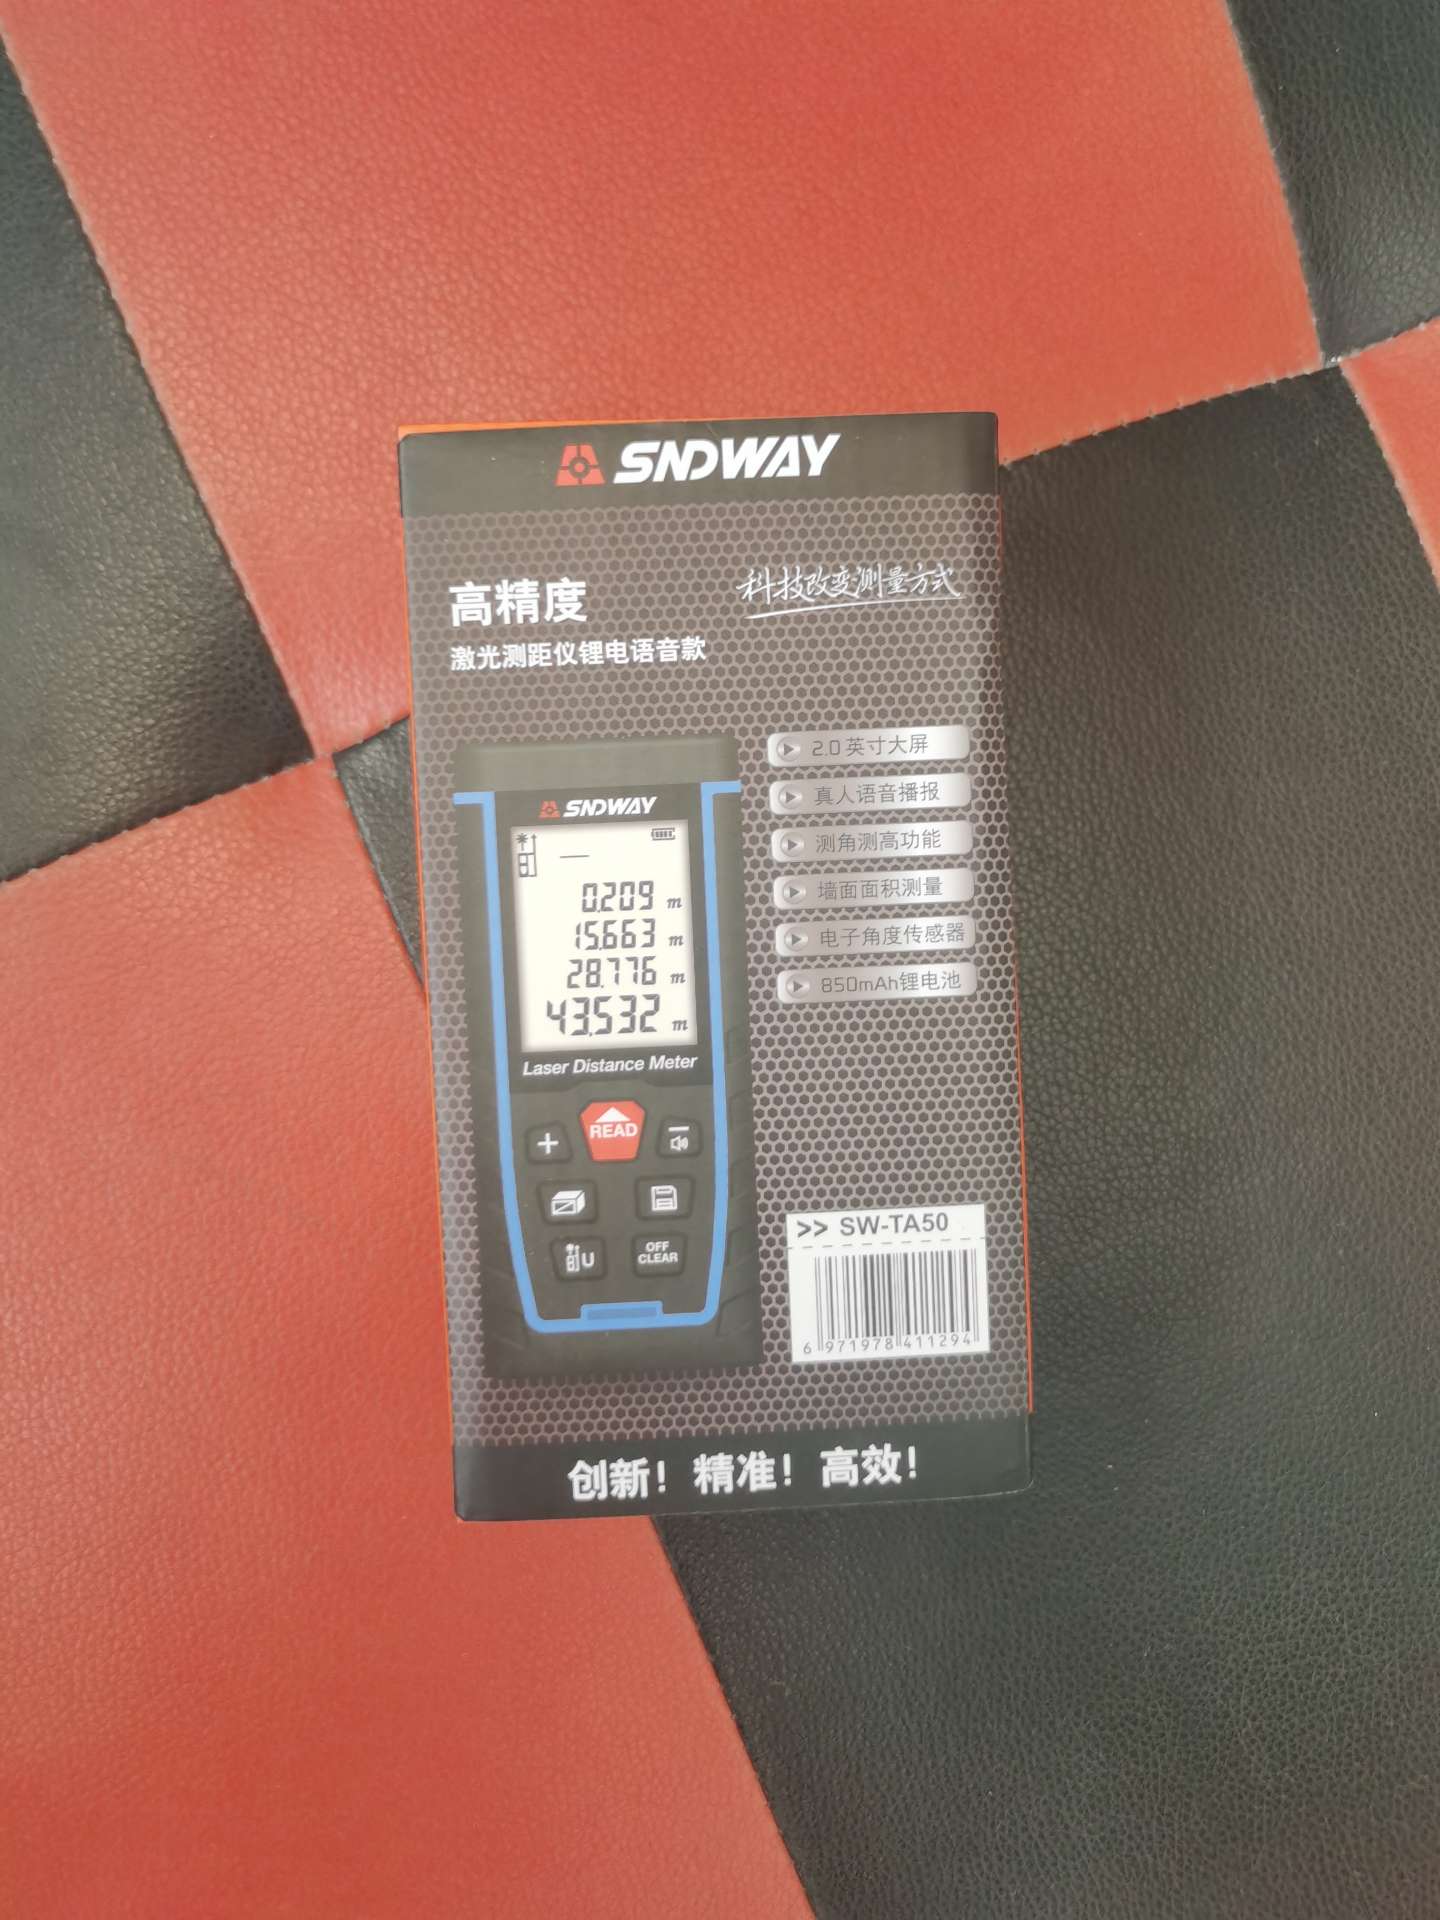 SNDWAY
高精度
科技改变测量方式
激光测距仪锂电语音款
2.0英寸大屏
真人语音播报
测角测高功能
墙面面积测量
电子角度传感器
850mAh锂电池
SNDWAY
0.209 m
15.663 m
28.776 m
43.532 m
Laser Distance Meter
READ
U
OFF
CLEAR
>> SW-TA50
6 971978 411294
创新！精准！高效！